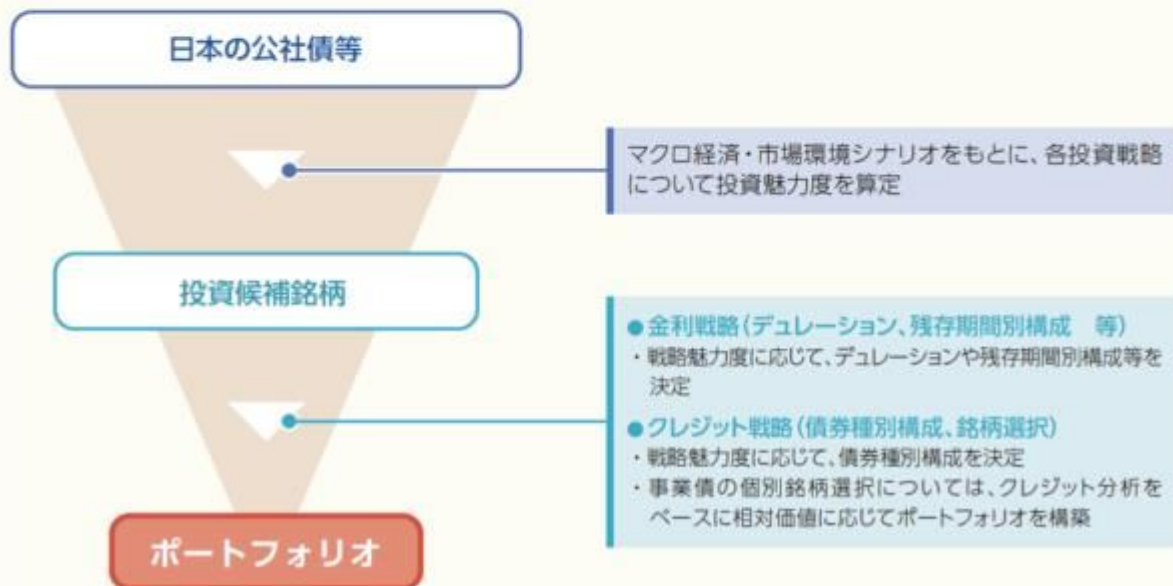 日本の公社債等
マクロ経済・市場環境シナリオをもとに、各投資戦略
について投資魅力度を算定
投資候補銘柄
●金利戦略(デュレーション、残存期間別構成　等)
・戦略魅力度に応じて、デュレーションや残存期間別構成等を
決定
●クレジット戦略(債券種別構成、銘柄選択)
・戦略魅力度に応じて、債券種別構成を決定
・事業債の個別銘柄選択については、クレジット分析を
ベースに相対価値に応じてポートフォリオを構築
ポートフォリオ